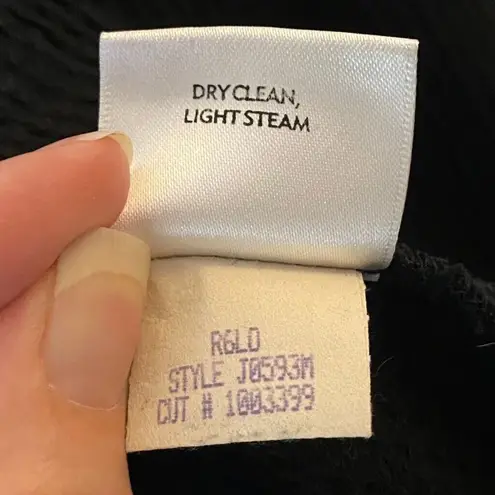 DRY CLEAN,
LIGHT STEAM
R6LD
STYLE J0593M
CUT # 1003399